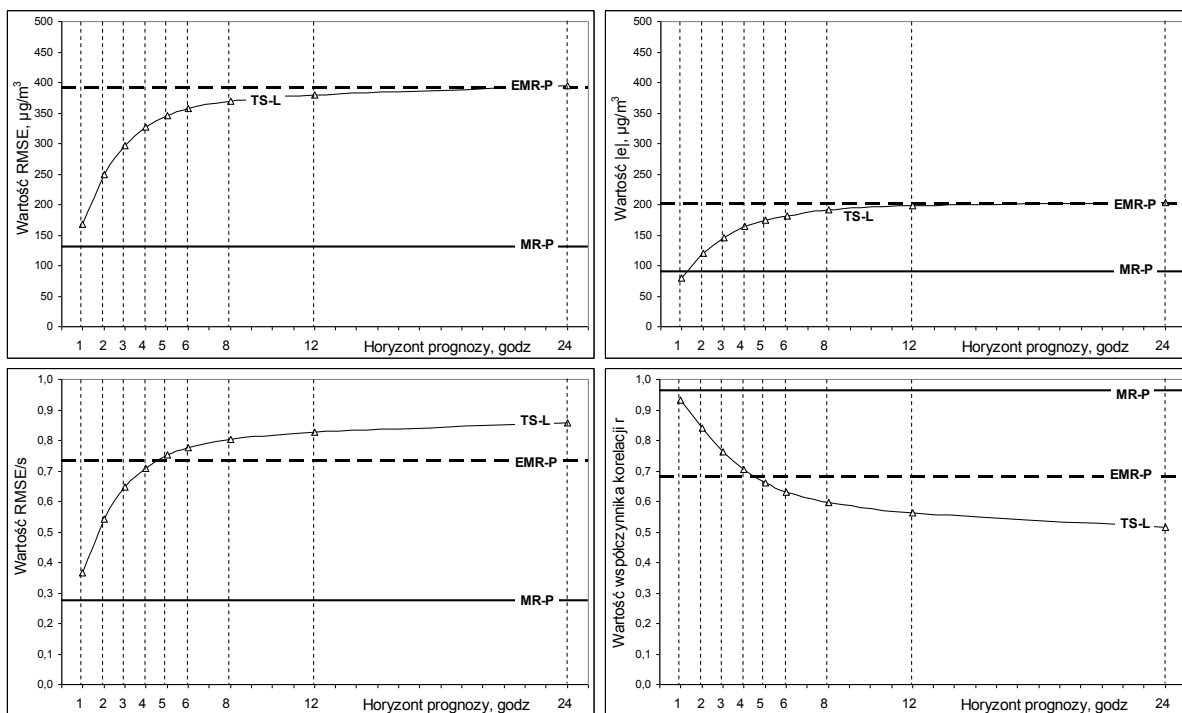 Wartość RMSE, µg/m³
500
450
400
350
300
250
200
150
100
50
0
EMR-P
TS-L
MR-P
1 2 3 4 5 6 8 12 Horyzont prognozy, godz 24
Wartość |e|, µg/m³
500
450
400
350
300
250
200
150
100
50
0
EMR-P
TS-L
MR-P
1 2 3 4 5 6 8 12 Horyzont prognozy, godz 24
Wartość RMSE/s
1,0
0,9
0,8
0,7
0,6
0,5
0,4
0,3
0,2
0,1
0,0
TS-L
EMR-P
MR-P
1 2 3 4 5 6 8 12 Horyzont prognozy, godz 24
Wartość współczynnika korelacji r
1,0
0,9
0,8
0,7
0,6
0,5
0,4
0,3
0,2
0,1
0,0
MR-P
EMR-P
TS-L
1 2 3 4 5 6 8 12 Horyzont prognozy, godz 24